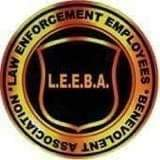 LAW ENFORCEMENT EMPLOYEES
* BENEVOLENT ASSOCIATION *
L.E.E.B.A.